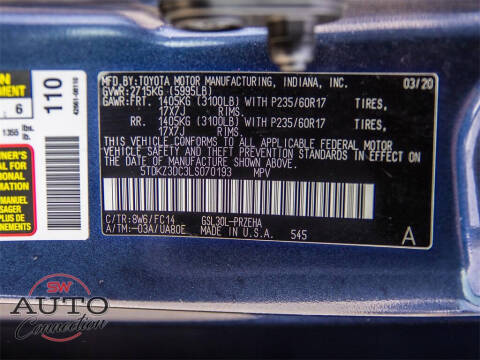 MFD.BY: TOYOTA MOTOR MANUFACTURING, INDIANA, INC. 03/20
GVWR: 2715KG (5995LB)
GAWR: FRT. 1405KG (3100LB) WITH P235/60R17 TIRES,
17X7J RIMS.
RR. 1405KG (3100LB) WITH P235/60R17 TIRES,
17X7J RIMS.
THIS VEHICLE CONFORMS TO ALL APPLICABLE FEDERAL MOTOR
VEHICLE SAFETY AND THEFT PREVENTION STANDARDS IN EFFECT
ON THE DATE OF MANUFACTURE SHOWN ABOVE.
5TDKZ3DC3LS070193 MPV
C/TR: 8W6/FC14 GSL30L-PRZEHA
A/TM: -03A/UA80E MADE IN U.S.A. 545 A
110
6
1355 lbs.
SW
AUTO
Connection